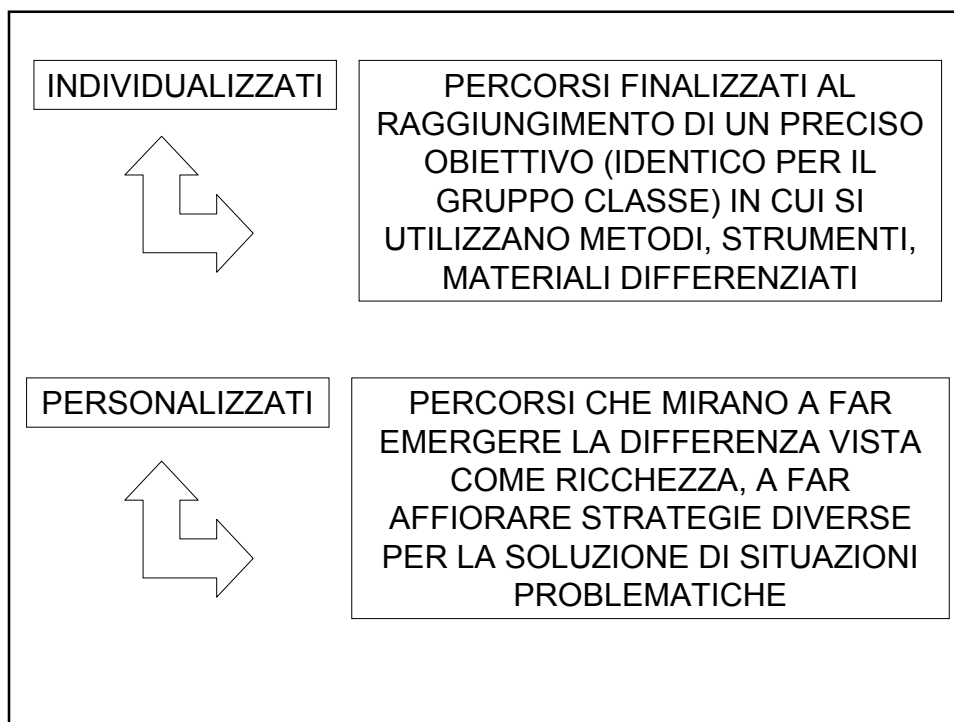 INDIVIDUALIZZATI
PERCORSI FINALIZZATI AL
RAGGIUNGIMENTO DI UN PRECISO
OBIETTIVO (IDENTICO PER IL
GRUPPO CLASSE) IN CUI SI
UTILIZZANO METODI, STRUMENTI,
MATERIALI DIFFERENZIATI
PERSONALIZZATI
PERCORSI CHE MIRANO A FAR
EMERGERE LA DIFFERENZA VISTA
COME RICCHEZZA, A FAR
AFFIORARE STRATEGIE DIVERSE
PER LA SOLUZIONE DI SITUAZIONI
PROBLEMATICHE